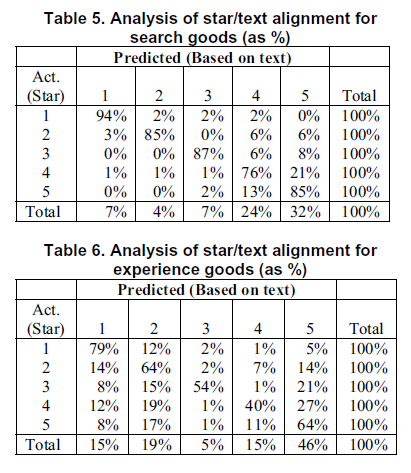 Table 5. Analysis of star/text alignment for
search goods (as %)
Predicted (Based on text)
Act.
(Star) 1 2 3 4 5 Total
1 94% 2% 2% 2% 0% 100%
2 3% 85% 0% 6% 6% 100%
3 0% 0% 87% 6% 8% 100%
4 1% 1% 1% 76% 21% 100%
5 0% 0% 2% 13% 85% 100%
Total 7% 4% 7% 24% 32% 100%
Table 6. Analysis of star/text alignment for
experience goods (as %)
Predicted (Based on text)
Act.
(Star) 1 2 3 4 5 Total
1 79% 12% 2% 1% 5% 100%
2 14% 64% 2% 7% 14% 100%
3 8% 15% 54% 1% 21% 100%
4 12% 19% 1% 40% 27% 100%
5 8% 17% 1% 11% 64% 100%
Total 15% 19% 5% 15% 46% 100%